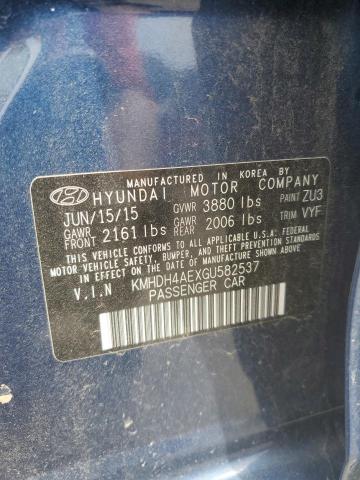 MANUFACTURED IN KOREA BY
HYUNDAI MOTOR COMPANY
JUN/15/15 GVWR 3880 lbs PAINT ZU3
GAWR FRONT 2161 lbs GAWR REAR 2006 lbs TRIM VYF
THIS VEHICLE CONFORMS TO ALL APPLICABLE U.S.A. FEDERAL
MOTOR VEHICLE SAFETY, BUMPER, AND THEFT PREVENTION STANDARDS
IN EFFECT ON THE DATE OF MANUFACTURE SHOWN ABOVE.
V.I.N KMHDH4AEXGU582537
PASSENGER CAR